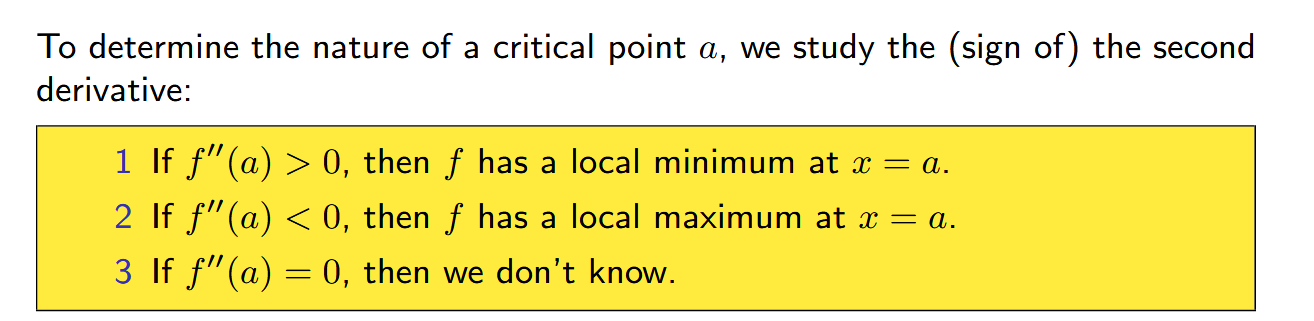 To determine the nature of a critical point a, we study the (sign of) the second
derivative:
1 If f″(a) > 0, then f has a local minimum at x = a.
2 If f″(a) < 0, then f has a local maximum at x = a.
3 If f″(a) = 0, then we don't know.